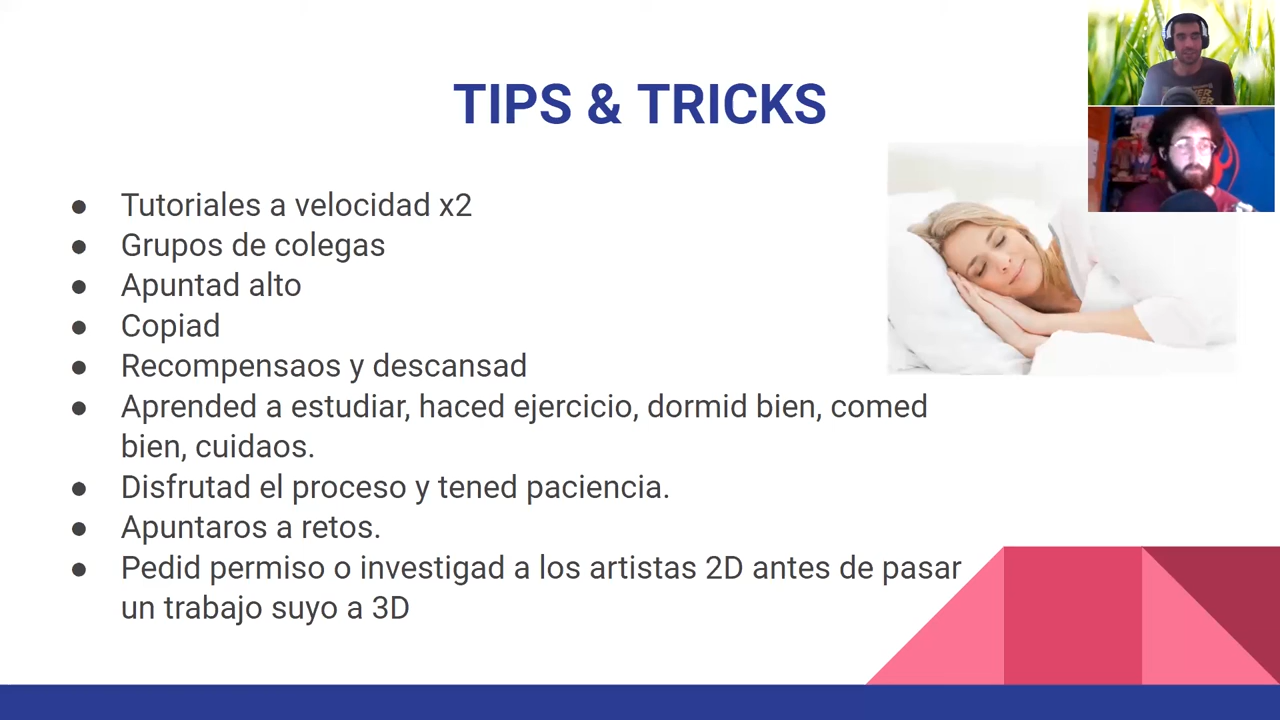 TIPS & TRICKS
● Tutoriales a velocidad x2
● Grupos de colegas
● Apuntad alto
● Copiad
● Recompensaos y descansad
● Aprended a estudiar, haced ejercicio, dormid bien, comed
bien, cuidaos.
● Disfrutad el proceso y tened paciencia.
● Apuntaros a retos.
● Pedid permiso o investigad a los artistas 2D antes de pasar
un trabajo suyo a 3D